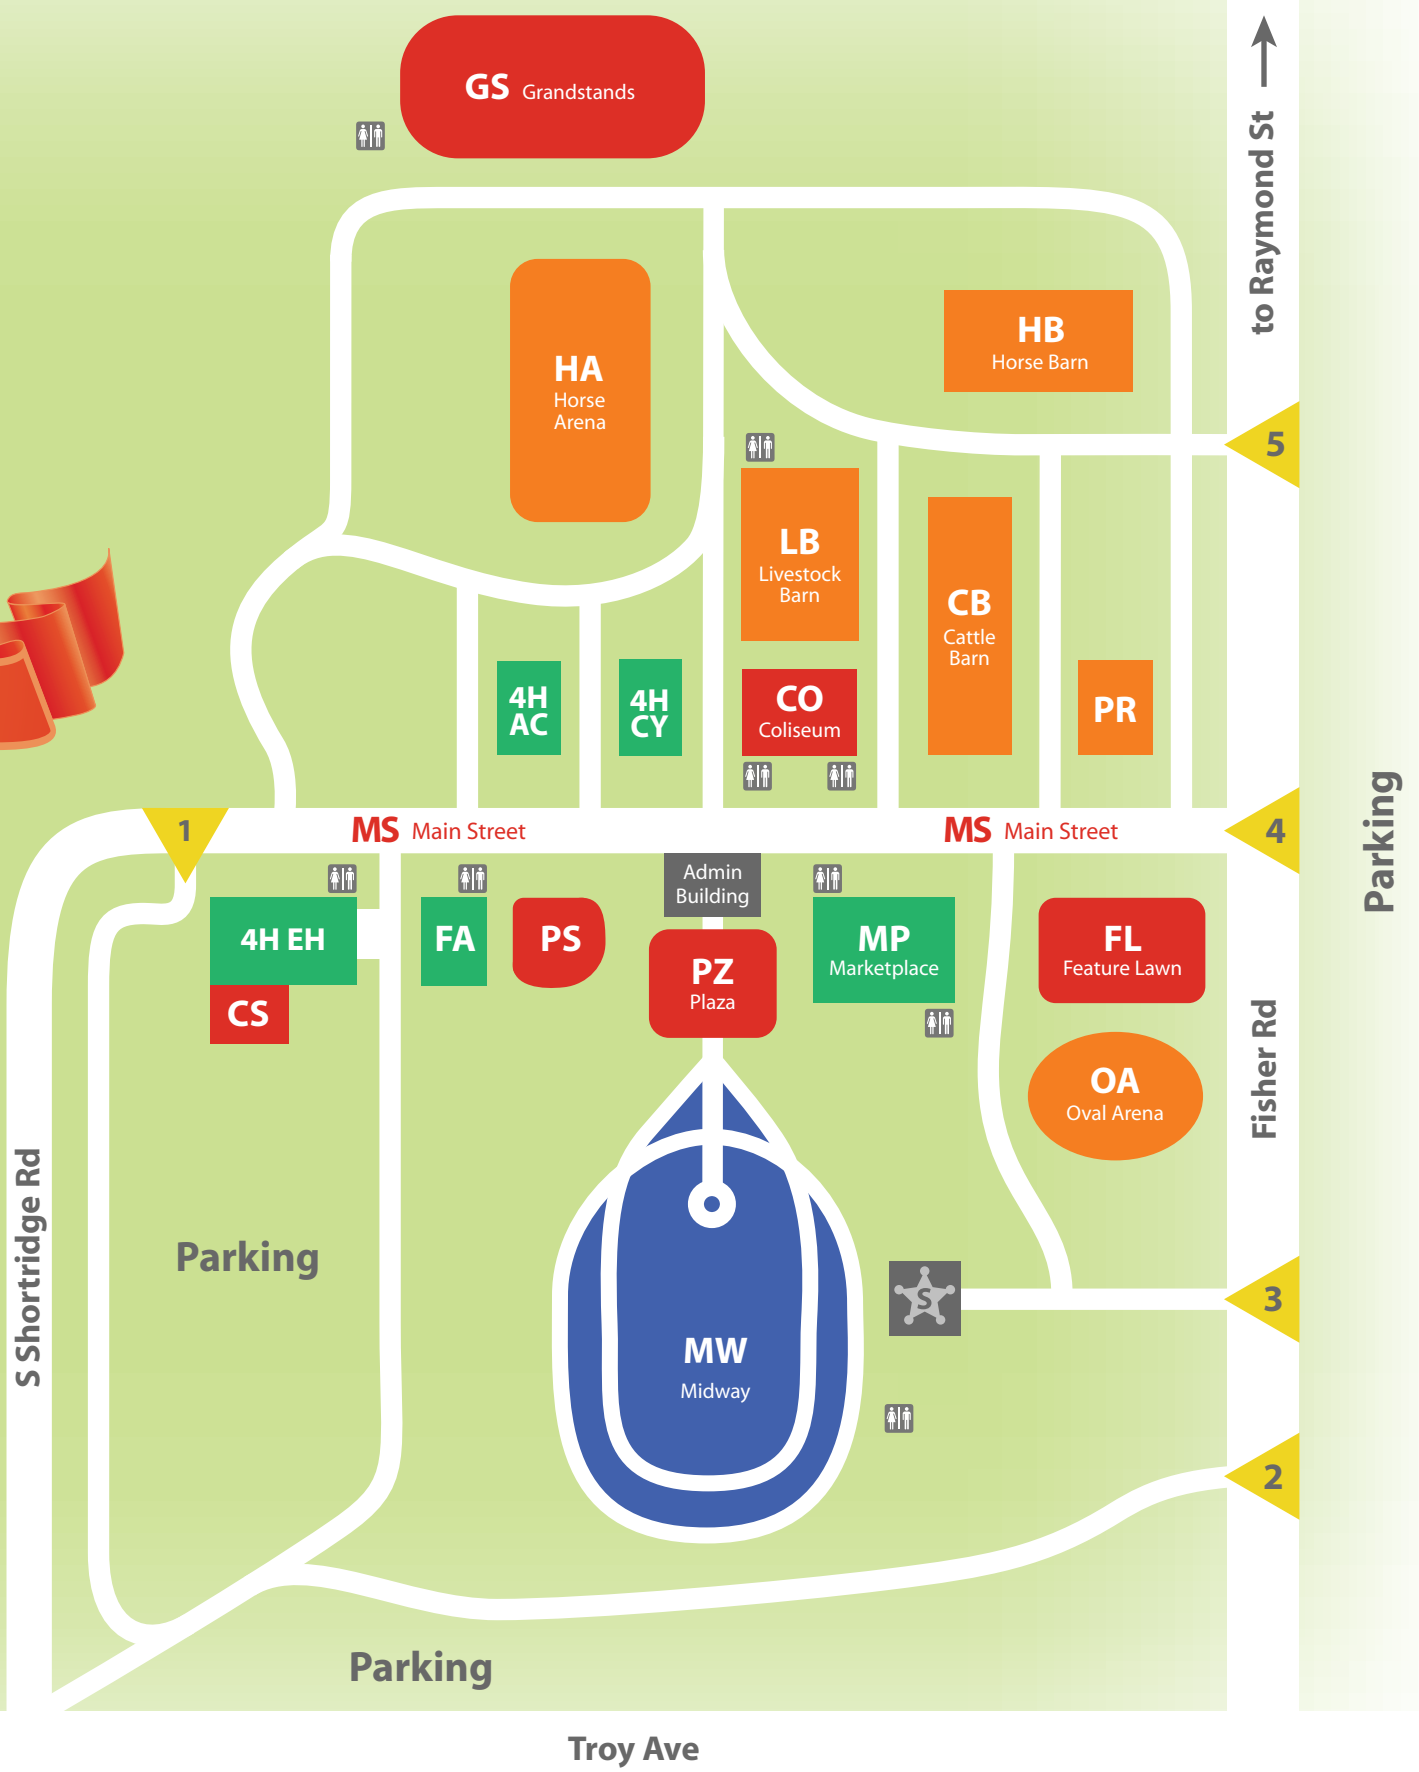 GS Grandstands
to Raymond St
HB
Horse Barn
HA
Horse
Arena
5
LB
Livestock
Barn
CB
Cattle
Barn
4H
AC
4H
CY
CO
Coliseum
PR
1
MS Main Street
MS Main Street
4
Parking
Admin
Building
4H EH
FA
PS
MP
Marketplace
FL
Feature Lawn
PZ
Plaza
CS
Fisher Rd
OA
Oval Arena
S Shortridge Rd
Parking
S
3
MW
Midway
2
Parking
Troy Ave